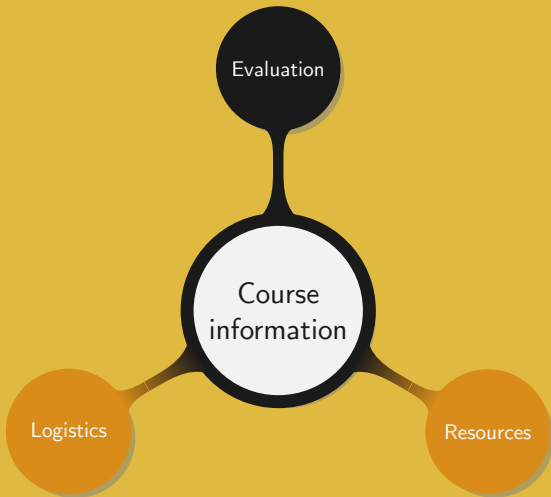 Evaluation
Course
information
Logistics
Resources